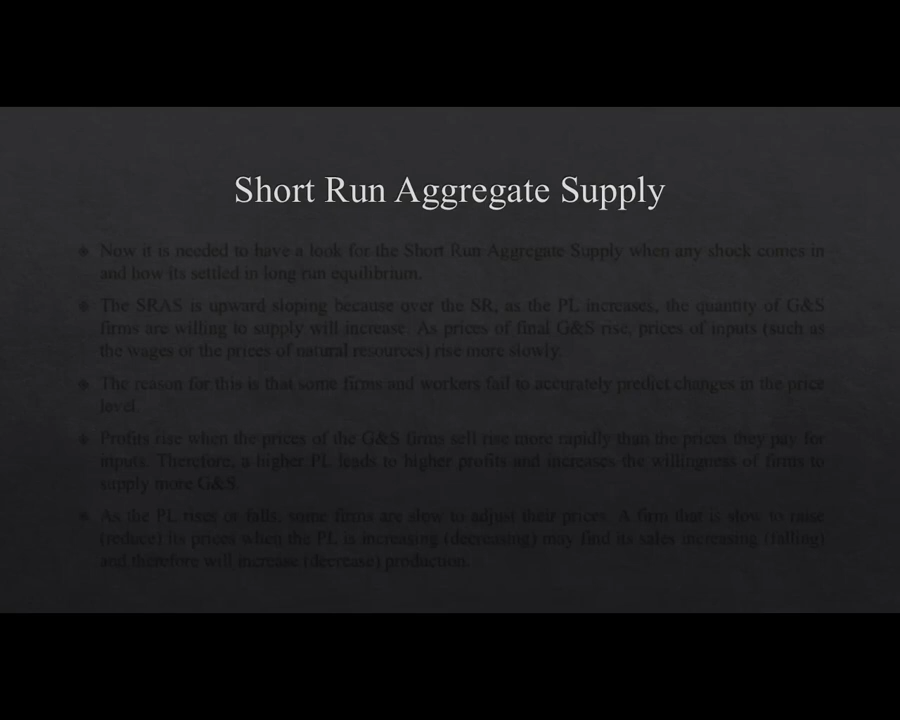 Short Run Aggregate Supply
Now it is needed to have a look for the Short Run Aggregate Supply when any shock comes in
and how its settled in long run equilibrium.
The SRAS is upward sloping because over the SR, as the PL increases, the quantity of G&S
firms are willing to supply will increase. As prices of final G&S rise, prices of inputs (such as
the wages or the prices of natural resources) rise more slowly.
The reason for this is that some firms and workers fail to accurately predict changes in the price
level.
Profits rise when the prices of the G&S firms sell rise more rapidly than the prices they pay for
inputs. Therefore, a higher PL leads to higher profits and increases the willingness of firms to
supply more G&S.
As the PL rises or falls, some firms are slow to adjust their prices. A firm that is slow to raise
(reduce) its prices when the PL is increasing (decreasing) may find its sales increasing (falling)
and therefore will increase (decrease) production.